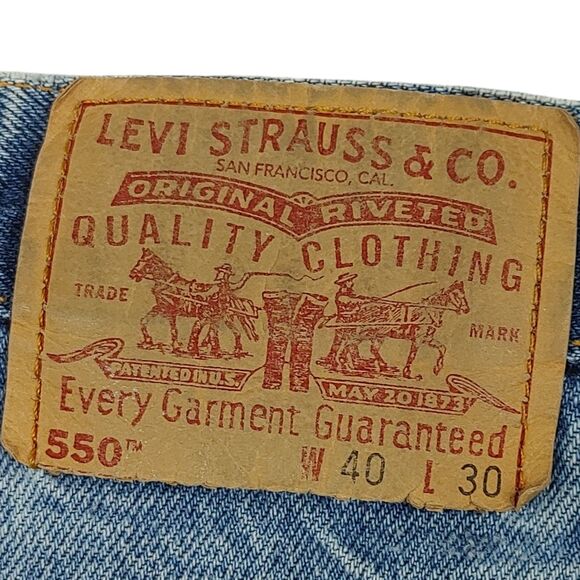 LEVI STRAUSS & CO.
SAN FRANCISCO, CAL.
ORIGINAL RIVETED
QUALITY CLOTHING
TRADE MARK
PATENTED IN U.S. MAY 20 1873
Every Garment Guaranteed
550™ W 40 L 30